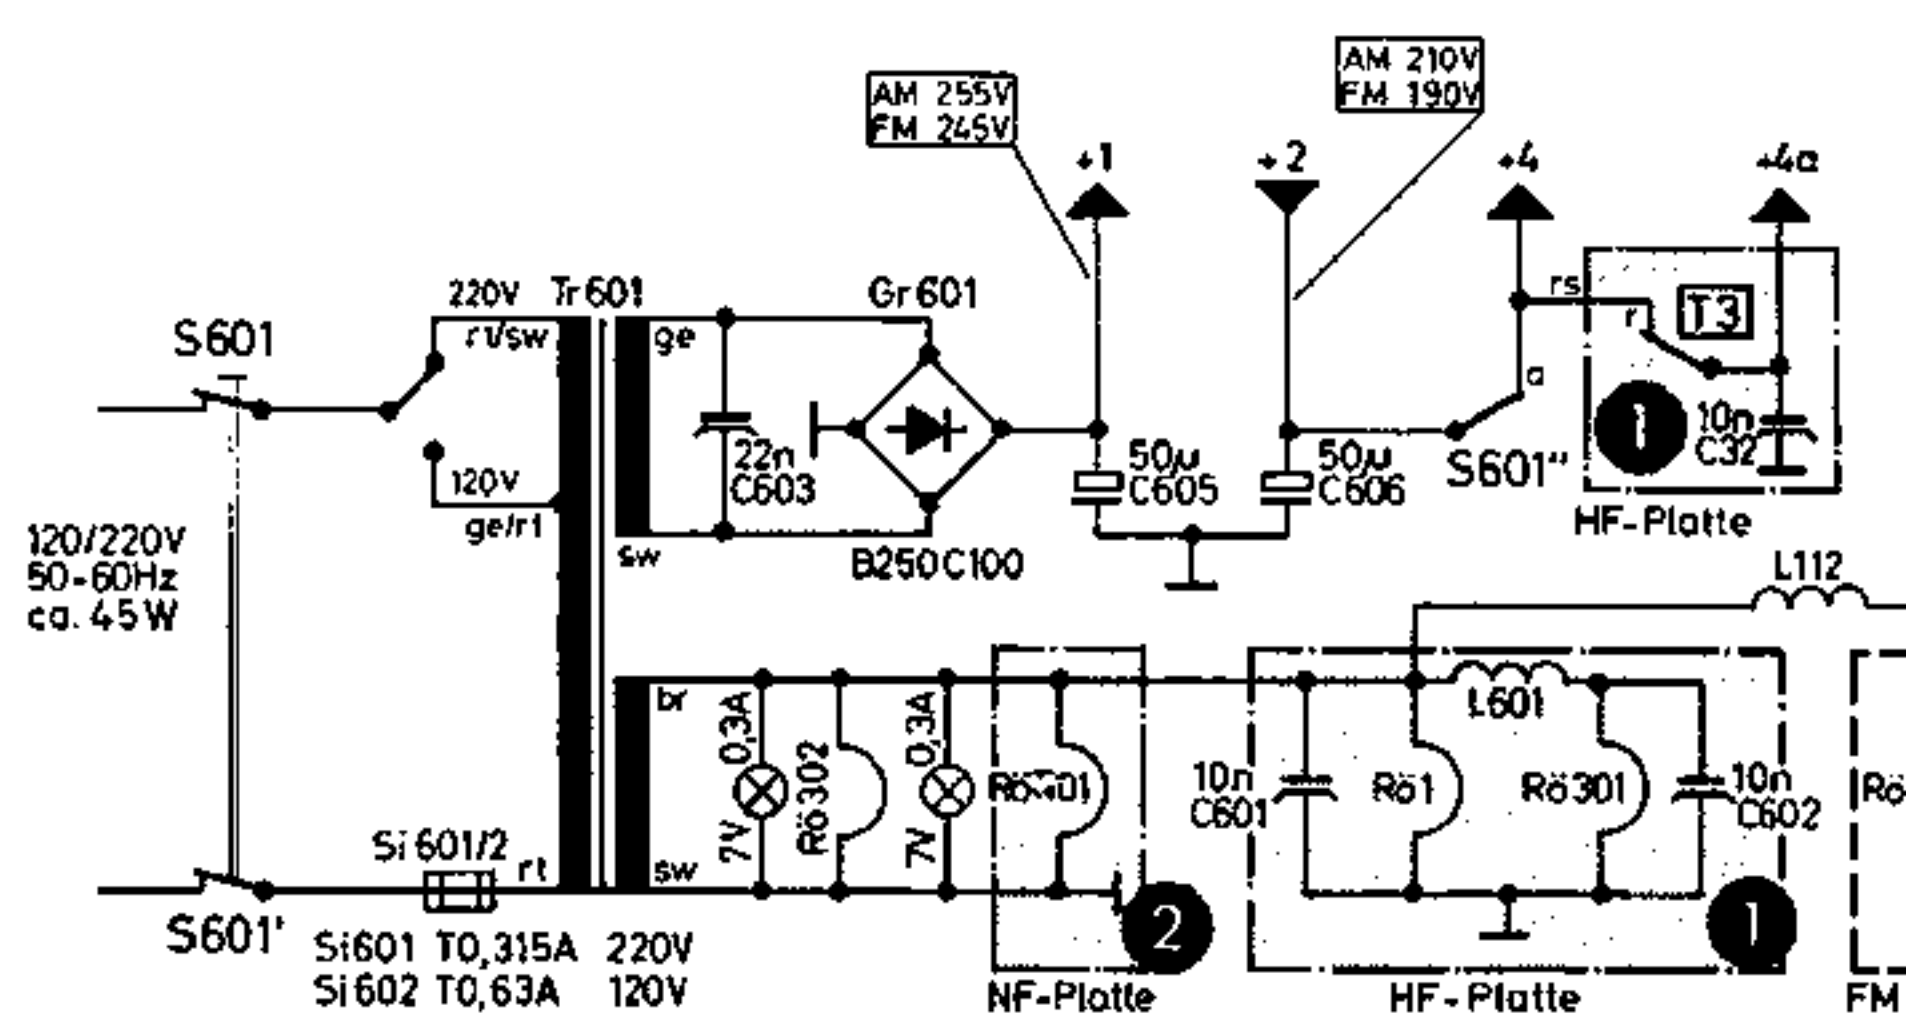 AM 210V
FM 190V
AM 255V
FM 245V
+1
+2
+4
+4a
220V
Tr601
Gr601
rs
T3
S601
rt/sw
ge
r
a
1
10n
C32
120V
ge/rt
22n
C603
50µ
C605
50µ
C606
S601"
HF-Platte
120/220V
50-60Hz
ca. 45W
sw
B250C100
L112
br
0,3A
7V
Rö302
0,3A
7V
10n
C601
L601
Rö1
Rö301
10n
C602
Rö
Si601/2
rt
sw
2
1
S601'
Si601 T0,315A 220V
Si602 T0,63A 120V
NF-Platte
HF-Platte
FM